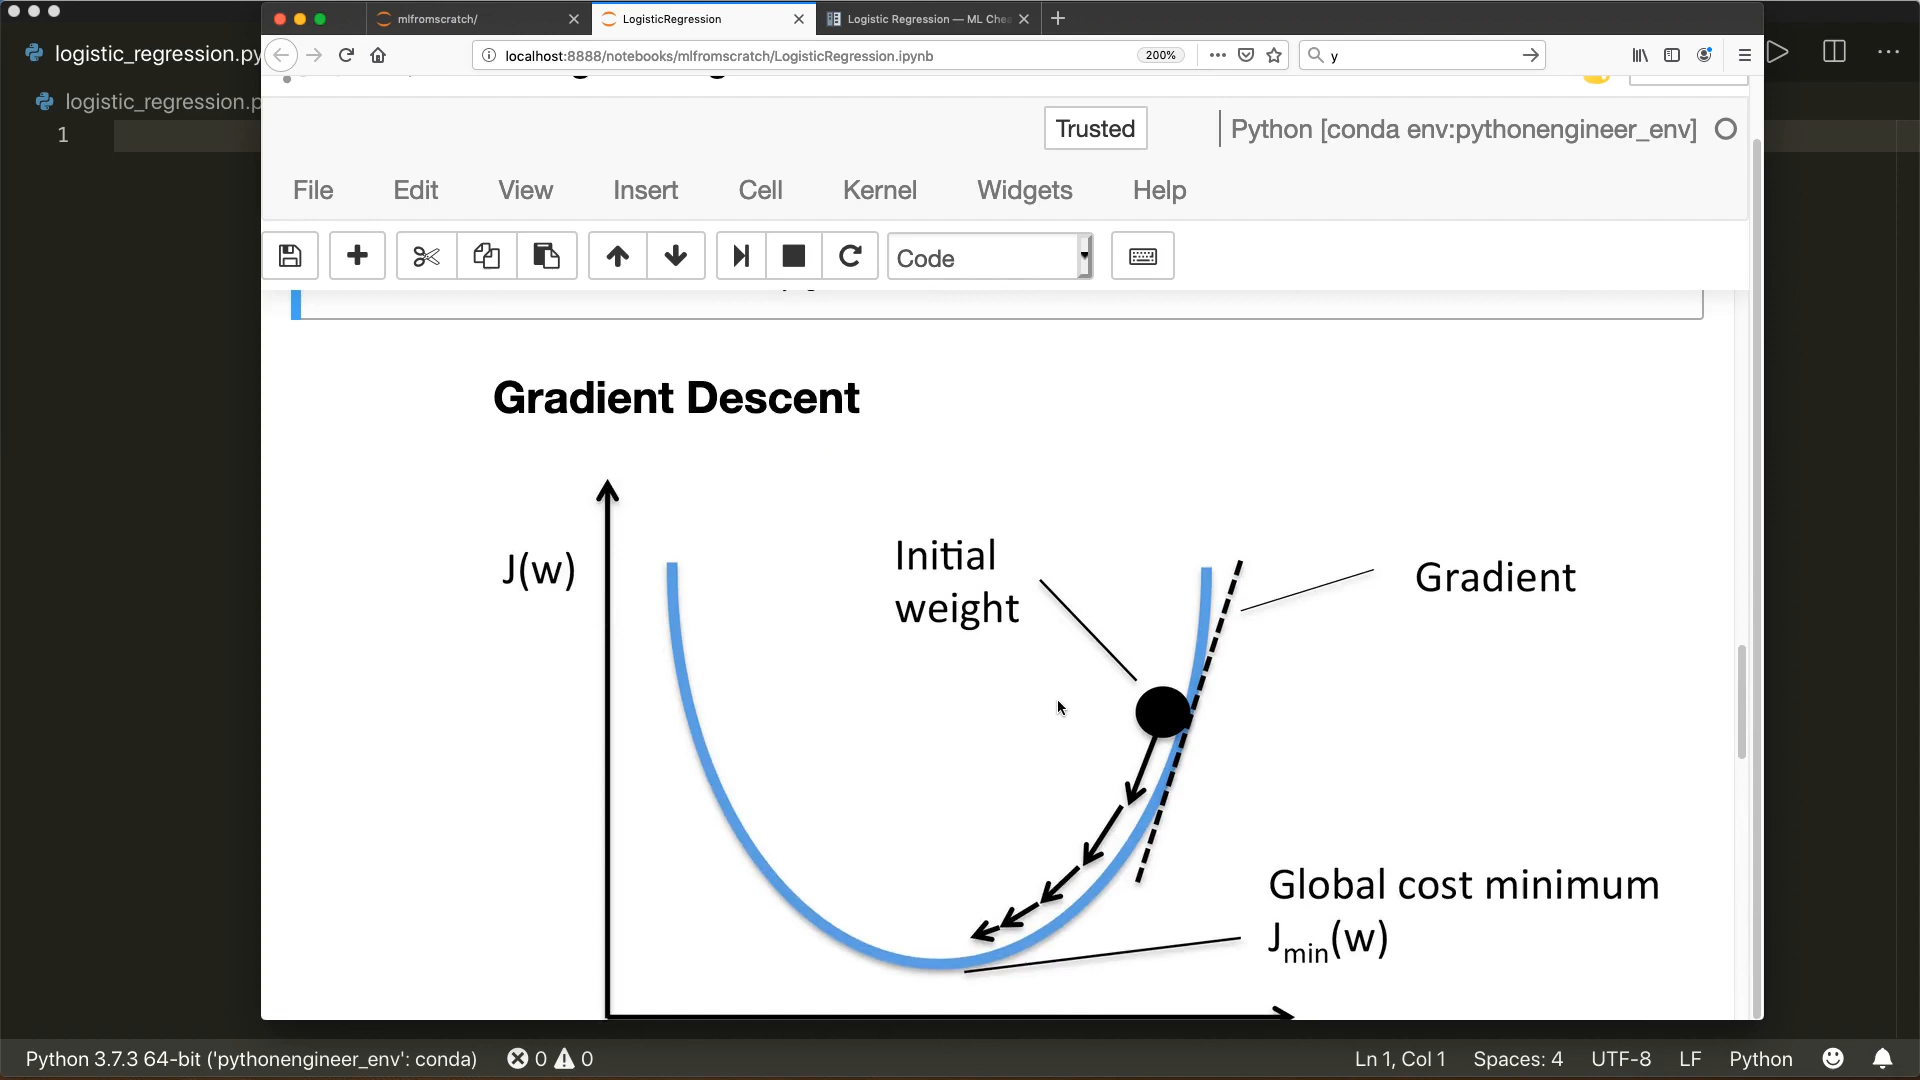 mlfromscratch/
LogisticRegression
Logistic Regression — ML Chea
logistic_regression.py
localhost:8888/notebooks/mlfromscratch/LogisticRegression.ipynb
200%
y
logistic_regression.p
1
Trusted
Python [conda env:pythonengineer_env]
File Edit View Insert Cell Kernel Widgets Help
Code
Gradient Descent
J(w)
Initial
weight
Gradient
Global cost minimum
Jmin(w)
Python 3.7.3 64-bit ('pythonengineer_env': conda) 0 0 Ln 1, Col 1 Spaces: 4 UTF-8 LF Python